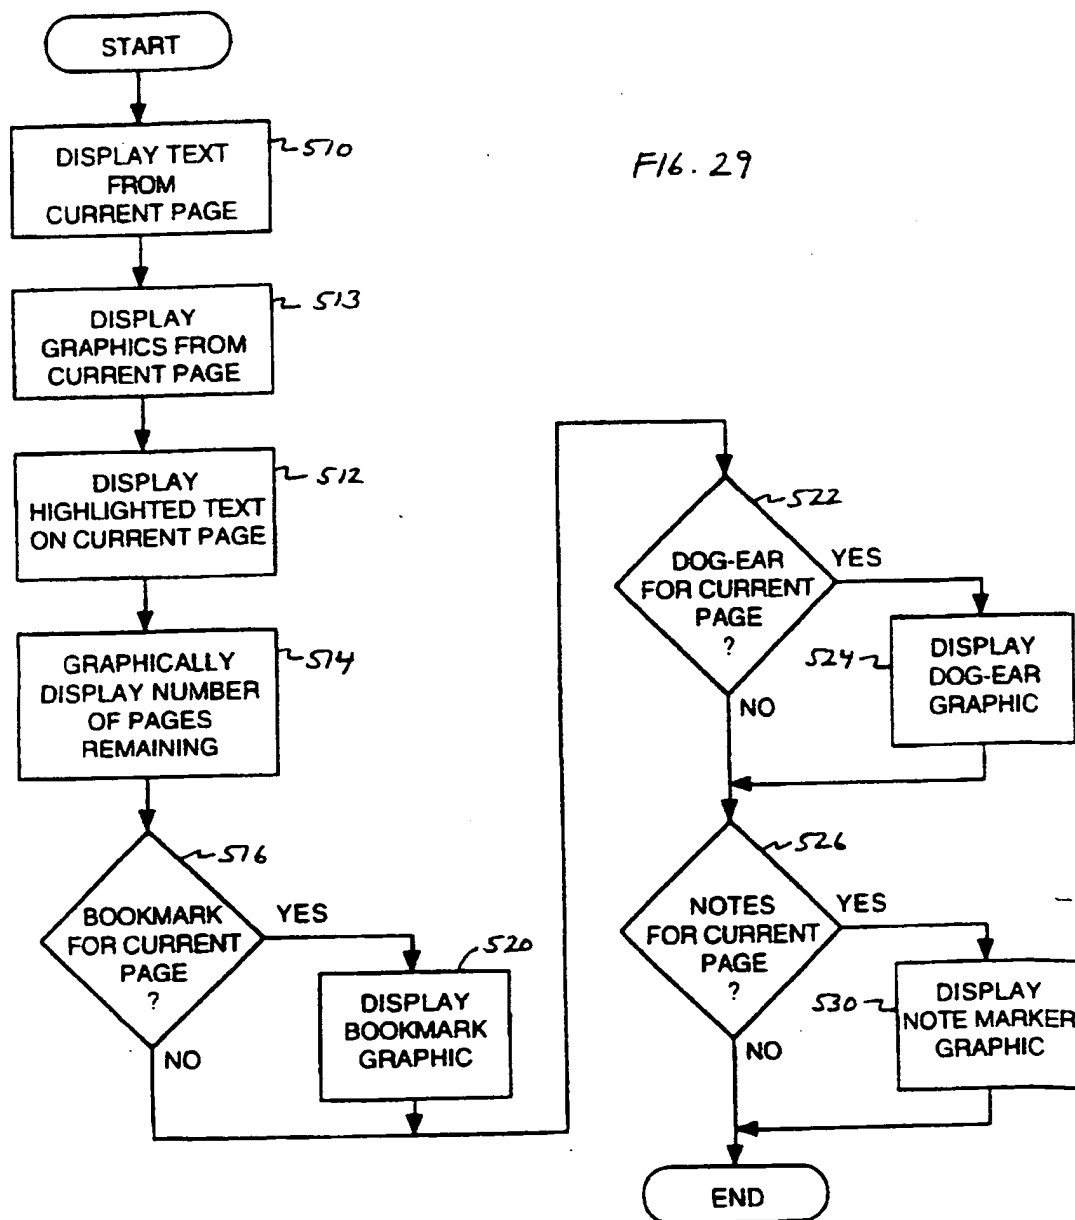 START
DISPLAY TEXT
FROM
CURRENT PAGE
510
FIG. 29
DISPLAY
GRAPHICS FROM
CURRENT PAGE
513
DISPLAY
HIGHLIGHTED TEXT
ON CURRENT PAGE
512
GRAPHICALLY
DISPLAY NUMBER
OF PAGES
REMAINING
514
BOOKMARK
FOR CURRENT
PAGE
?
516
YES
NO
DISPLAY
BOOKMARK
GRAPHIC
520
DOG-EAR
FOR CURRENT
PAGE
?
522
YES
NO
DISPLAY
DOG-EAR
GRAPHIC
524
NOTES
FOR CURRENT
PAGE
?
526
YES
NO
DISPLAY
NOTE MARKER
GRAPHIC
530
END